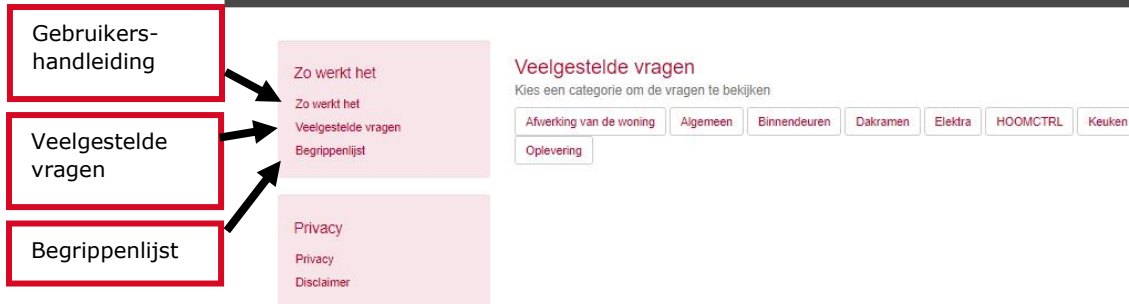 Gebruikers-
handleiding
Veelgestelde
vragen
Begrippenlijst
Zo werkt het
Zo werkt het
Veelgestelde vragen
Begrippenlijst
Privacy
Privacy
Disclaimer
Veelgestelde vragen
Kies een categorie om de vragen te bekijken
Afwerking van de woning Algemeen Binnendeuren Dakramen Elektra HOOMCTRL Keuken
Oplevering